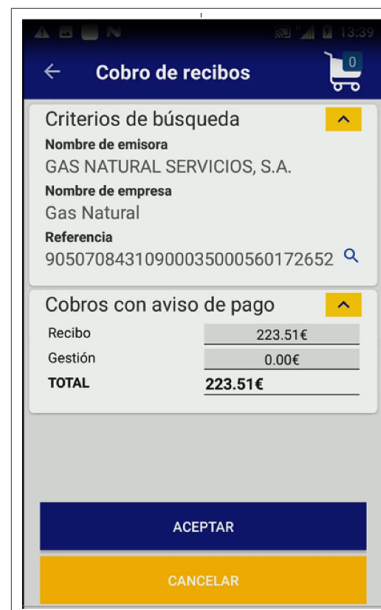 13:39
Cobro de recibos
0
Criterios de búsqueda
Nombre de emisora
GAS NATURAL SERVICIOS, S.A.
Nombre de empresa
Gas Natural
Referencia
90507084310900035000560172652
Cobros con aviso de pago
Recibo 223.51€
Gestión 0.00€
TOTAL 223.51€
ACEPTAR
CANCELAR